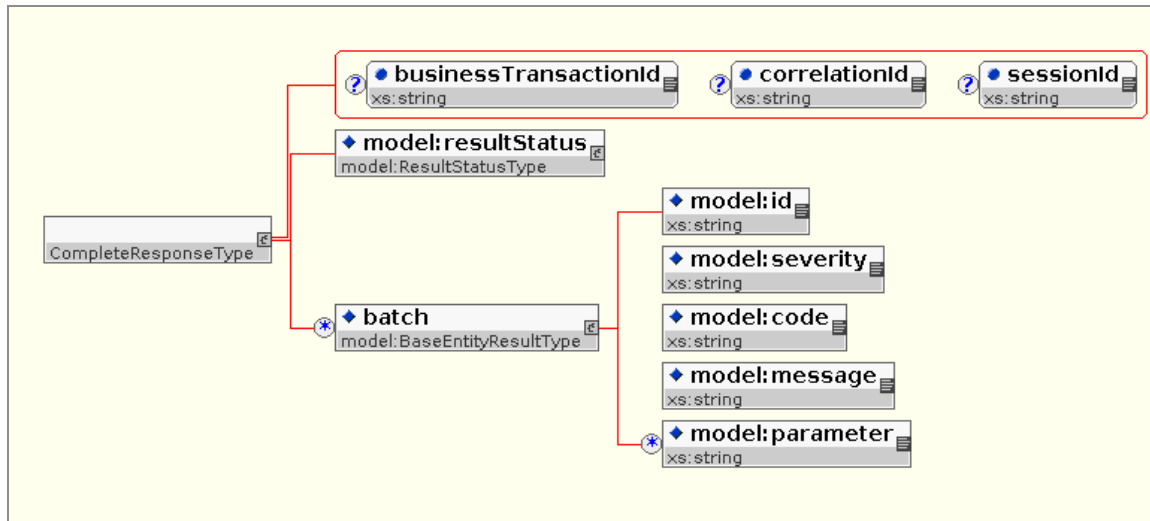 businessTransactionId correlationId sessionId
xs:string xs:string xs:string
model:resultStatus
model:ResultStatusType
model:id
xs:string
CompleteResponseType
model:severity
xs:string
batch
model:BaseEntityResultType
model:code
xs:string
model:message
xs:string
model:parameter
xs:string